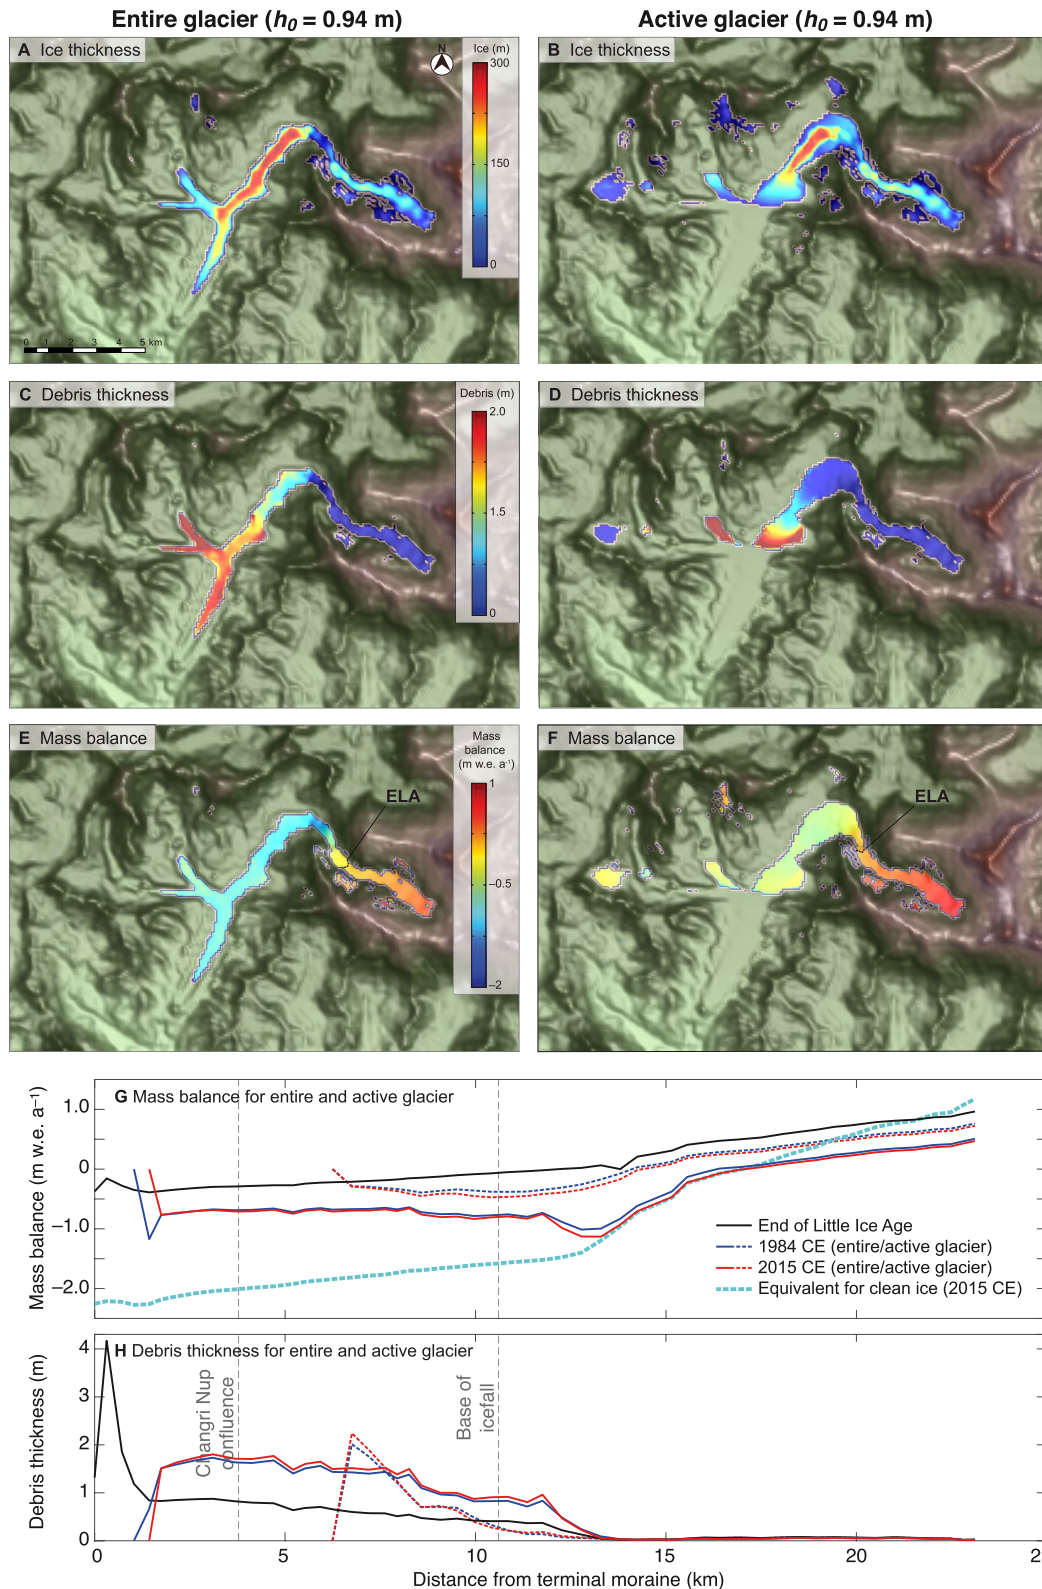 Entire glacier (h0 = 0.94 m)
Active glacier (h0 = 0.94 m)
A Ice thickness
N
Ice (m)
300
150
0
0 1 2 3 4 5 km
B Ice thickness
C Debris thickness
Debris (m)
2.0
1.5
0
D Debris thickness
E Mass balance
Mass
balance
(m w.e. a⁻¹)
1
−0.5
−2
ELA
F Mass balance
ELA
G Mass balance for entire and active glacier
Mass balance (m w.e. a⁻¹)
1.0
0
−1.0
−2.0
End of Little Ice Age
1984 CE (entire/active glacier)
2015 CE (entire/active glacier)
Equivalent for clean ice (2015 CE)
H Debris thickness for entire and active glacier
Debris thickness (m)
4
3
2
1
0
Changri Nup
confluence
Base of
icefall
0 5 10 15 20 2
Distance from terminal moraine (km)